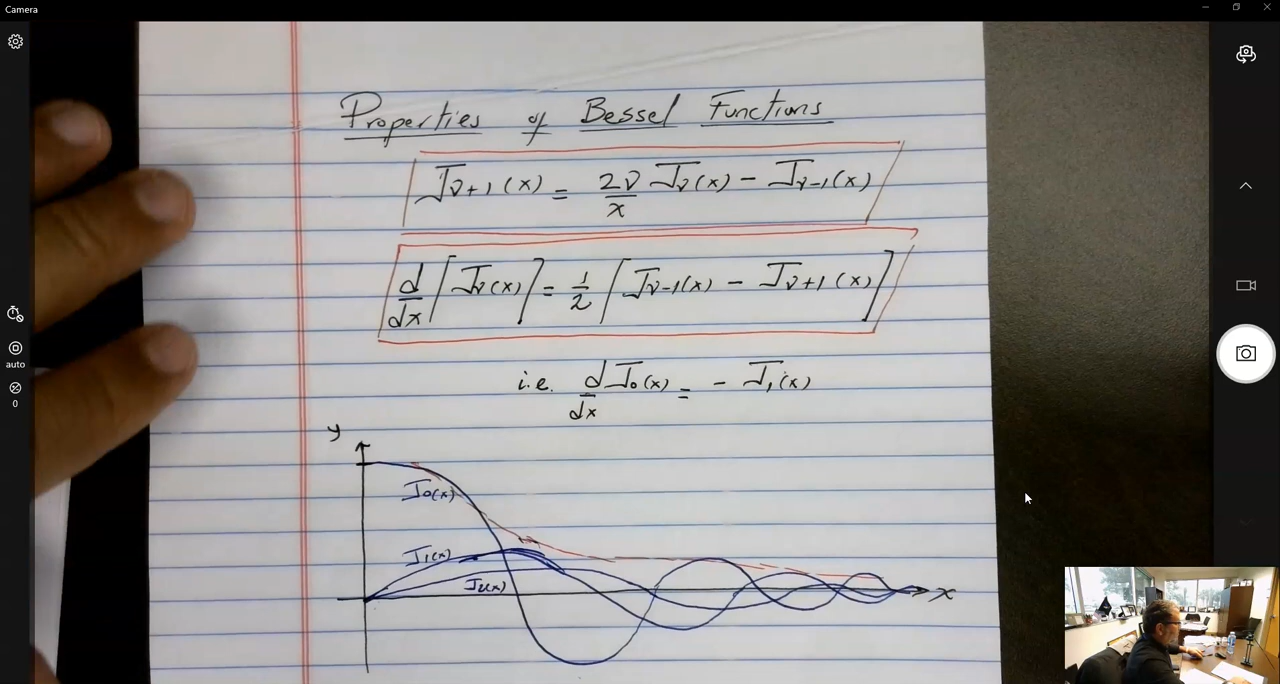 Camera
Properties of Bessel Functions
Jν+1(x) = 2ν/x Jν(x) − Jν-1(x)
d/dx [Jν(x)] = 1/2 [Jν-1(x) − Jν+1(x)]
i.e. d/dx J₀(x) = − J₁(x)
y
J₀(x)
J₁(x)
J₂(x)
x
auto
0